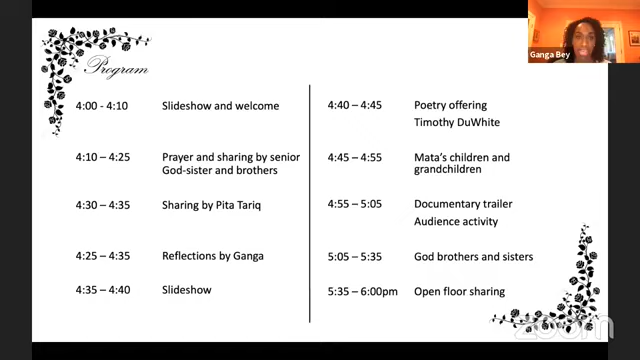 Ganga Bey
Program
4:00 - 4:10 Slideshow and welcome
4:10 – 4:25 Prayer and sharing by senior
God-sister and brothers
4:30 – 4:35 Sharing by Pita Tariq
4:25 – 4:35 Reflections by Ganga
4:35 – 4:40 Slideshow
4:40 – 4:45 Poetry offering
Timothy DuWhite
4:45 – 4:55 Mata's children and
grandchildren
4:55 – 5:05 Documentary trailer
Audience activity
5:05 – 5:35 God brothers and sisters
5:35 – 6:00pm Open floor sharing
zoom